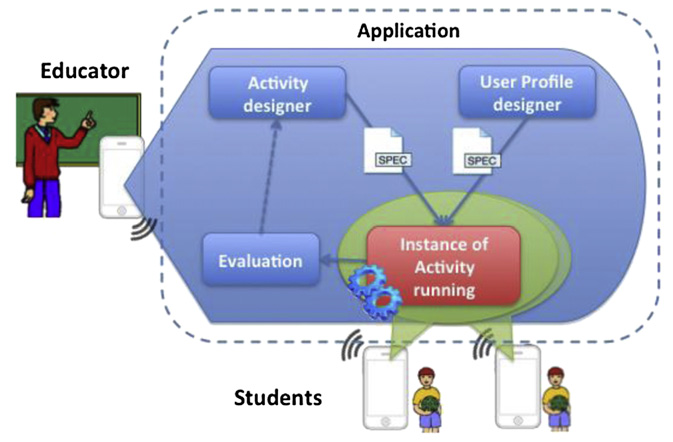 Application
Educator
Activity
designer
User Profile
designer
SPEC
SPEC
Evaluation
Instance of
Activity
running
Students